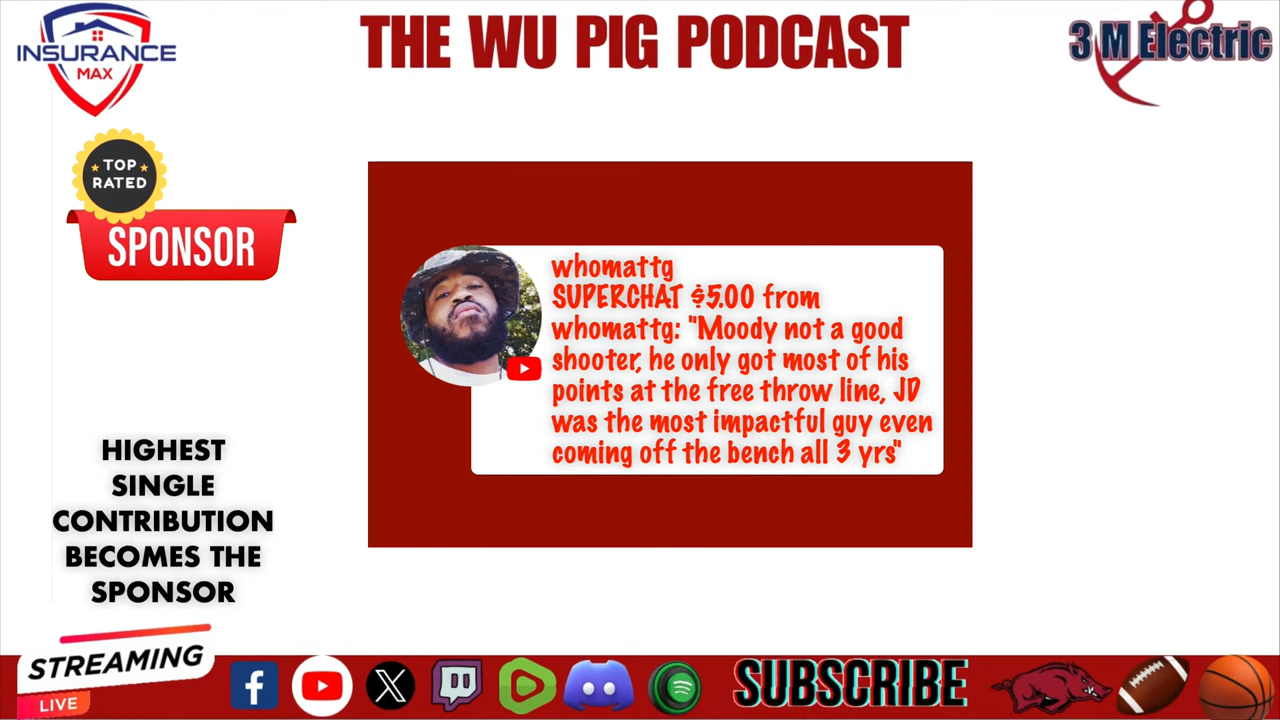 INSURANCE
MAX
THE WU PIG PODCAST
3 M Electric
TOP
RATED
SPONSOR
whomattg
SUPERCHAT $5.00 from
whomattg: "Moody not a good
shooter, he only got most of his
points at the free throw line, JD
was the most impactful guy even
coming off the bench all 3 yrs"
HIGHEST
SINGLE
CONTRIBUTION
BECOMES THE
SPONSOR
STREAMING
LIVE
SUBSCRIBE